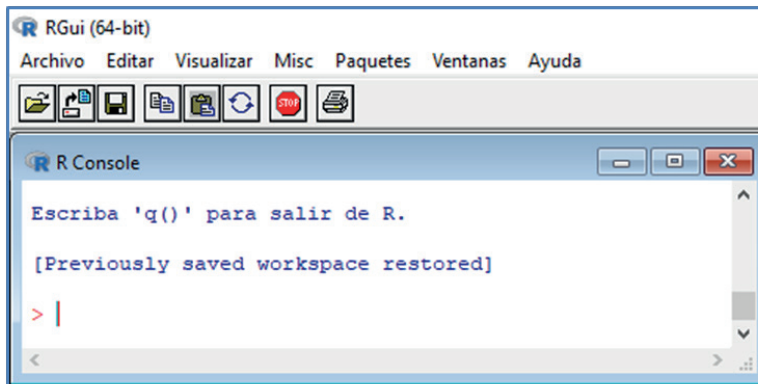 RGui (64-bit)
Archivo Editar Visualizar Misc Paquetes Ventanas Ayuda
STOP
R Console
Escriba 'q()' para salir de R.
[Previously saved workspace restored]
>